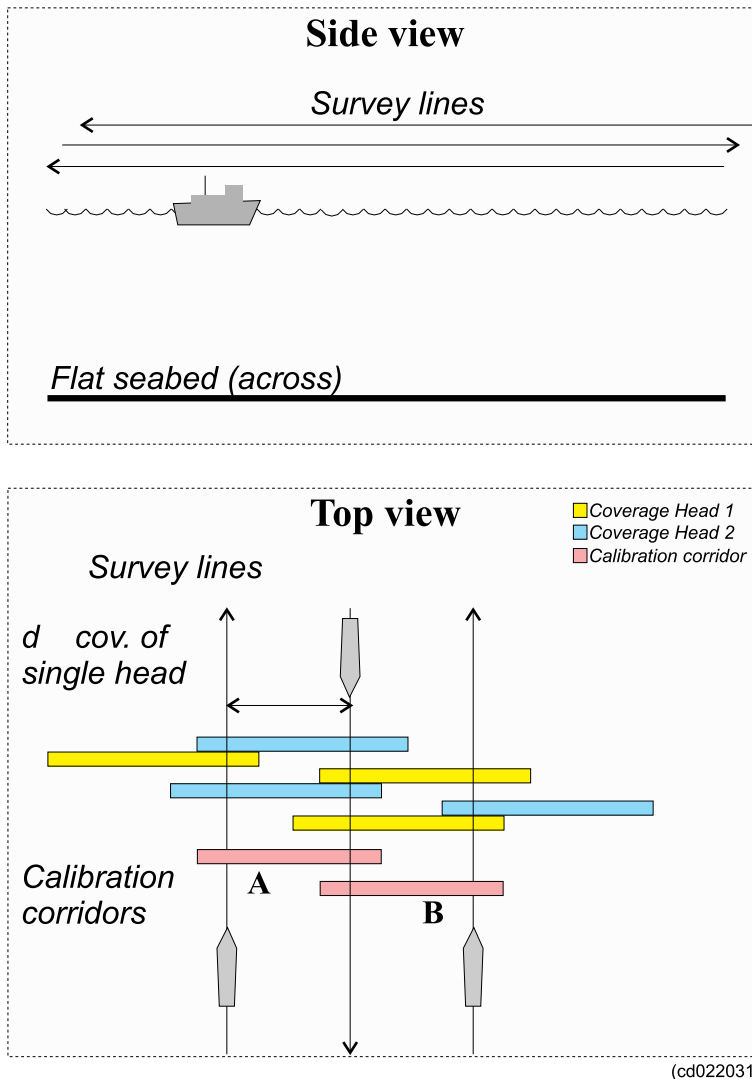 Side view
Survey lines
Flat seabed (across)
Top view
Coverage Head 1
Coverage Head 2
Calibration corridor
Survey lines
d cov. of
single head
Calibration
corridors
A
B
(cd022031